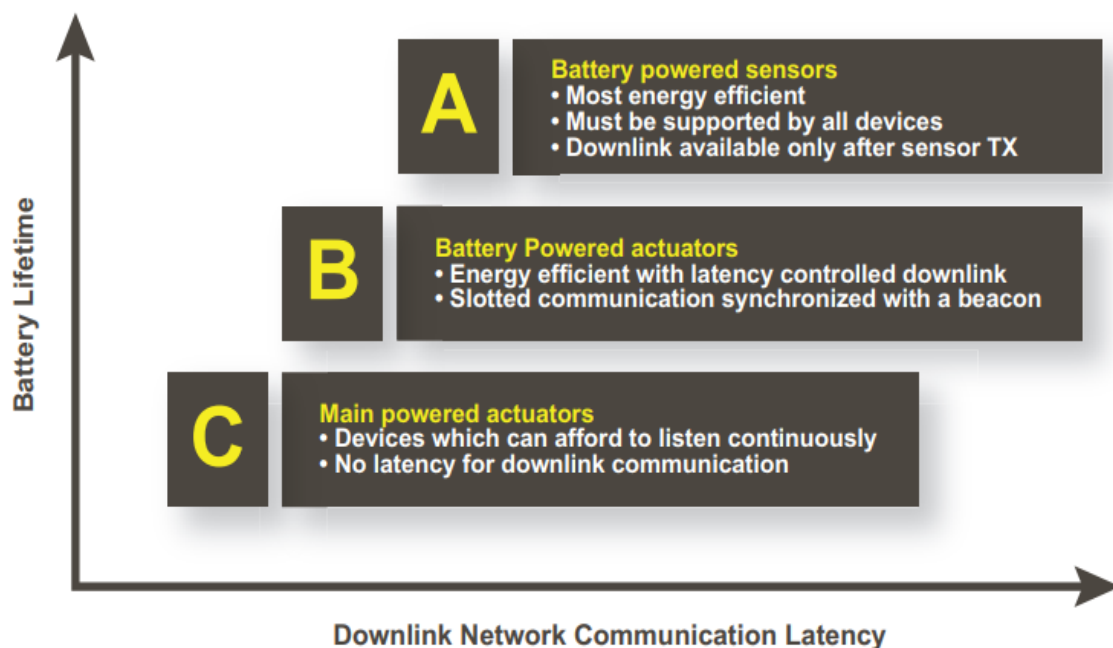 Battery Lifetime
A
Battery powered sensors
• Most energy efficient
• Must be supported by all devices
• Downlink available only after sensor TX
B
Battery Powered actuators
• Energy efficient with latency controlled downlink
• Slotted communication synchronized with a beacon
C
Main powered actuators
• Devices which can afford to listen continuously
• No latency for downlink communication
Downlink Network Communication Latency